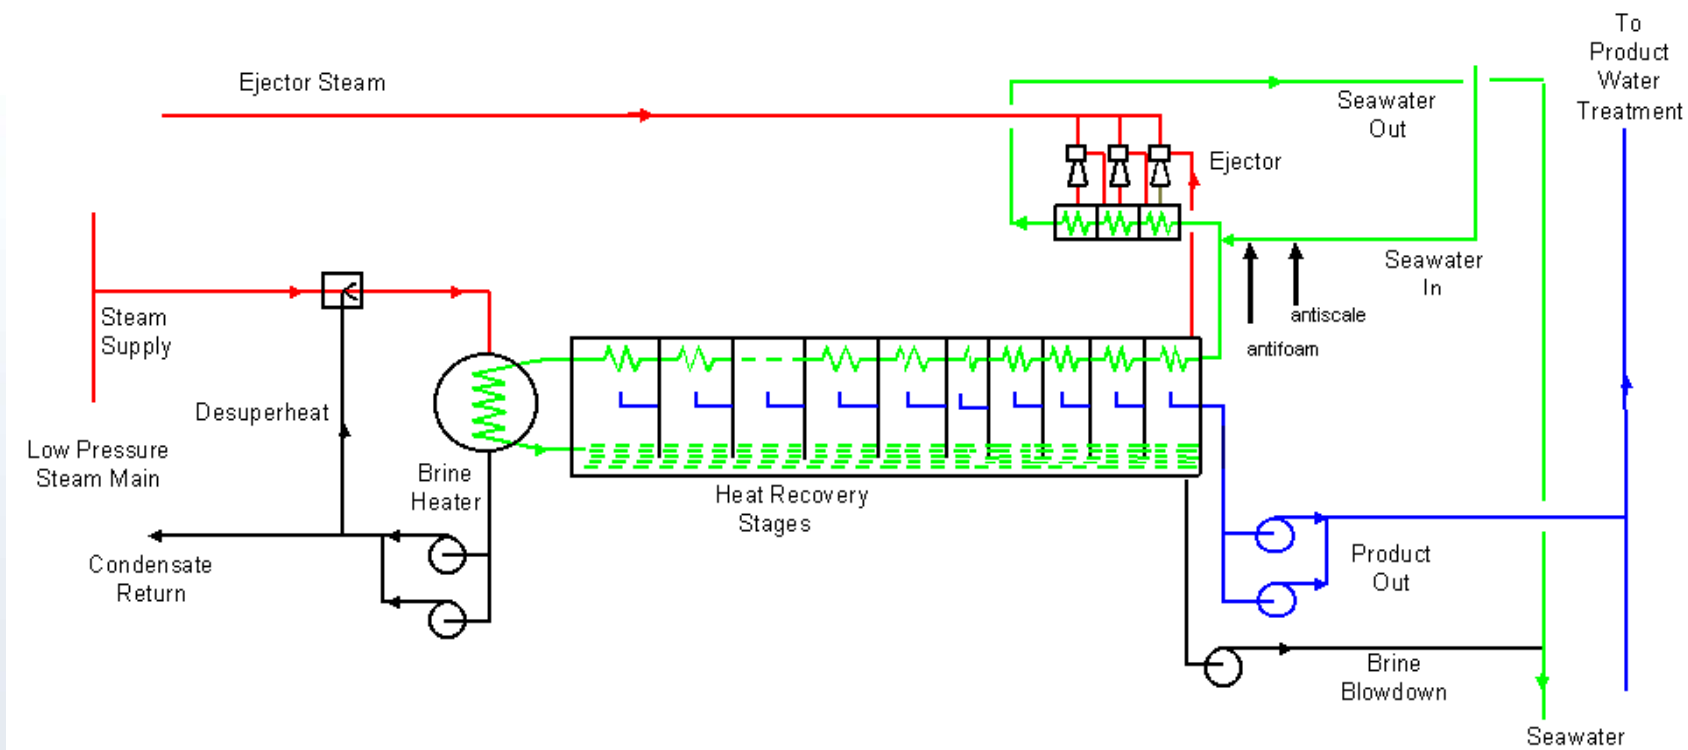 To
Product
Water
Treatment
Ejector Steam
Seawater
Out
Ejector
Seawater
In
antiscale
antifoam
Steam
Supply
Desuperheat
Low Pressure
Steam Main
Brine
Heater
Heat Recovery
Stages
Condensate
Return
Product
Out
Brine
Blowdown
Seawater